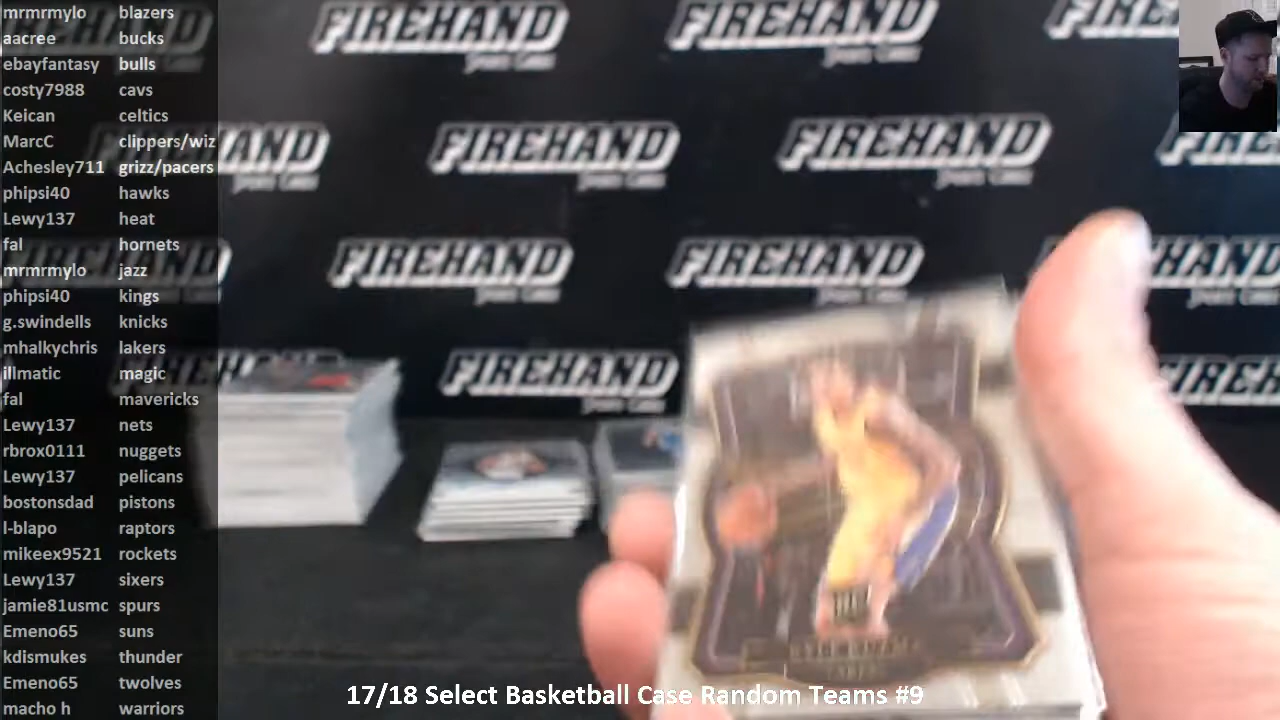 mrmrmylo blazers
aacree bucks
ebayfantasy bulls
costy7988 cavs
Keican celtics
MarcC clippers/wiz
Achesley711 grizz/pacers
phipsi40 hawks
Lewy137 heat
fal hornets
mrmrmylo jazz
phipsi40 kings
g.swindells knicks
mhalkychris lakers
illmatic magic
fal mavericks
Lewy137 nets
rbrox0111 nuggets
Lewy137 pelicans
bostonsdad pistons
l-blapo raptors
mikeex9521 rockets
Lewy137 sixers
jamie81usmc spurs
Emeno65 suns
kdismukes thunder
Emeno65 twolves
macho h warriors
FIREHAND FIREHAND
FIREHAND FIREHAND
FIREHAND FIREHAND
FIREHAND
17/18 Select Basketball Case Random Teams #9